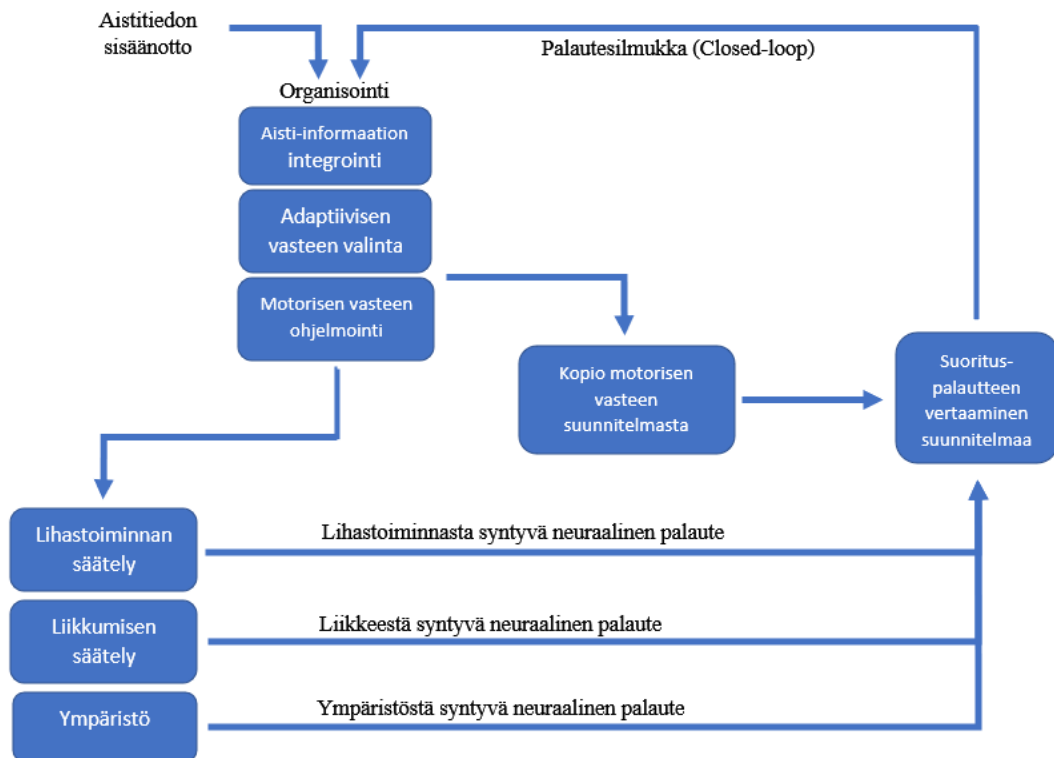 Aistitiedon
sisäänotto
Palautesilmukka (Closed-loop)
Organisointi
Aisti-informaation
integrointi
Adaptiivisen
vasteen valinta
Motorisen vasteen
ohjelmointi
Kopio motorisen
vasteen
suunnitelmasta
Suoritus-
palautteen
vertaaminen
suunnitelmaa
Lihastoiminnan
säätely
Lihastoiminnasta syntyvä neuraalinen palaute
Liikkumisen
säätely
Liikkeestä syntyvä neuraalinen palaute
Ympäristö
Ympäristöstä syntyvä neuraalinen palaute